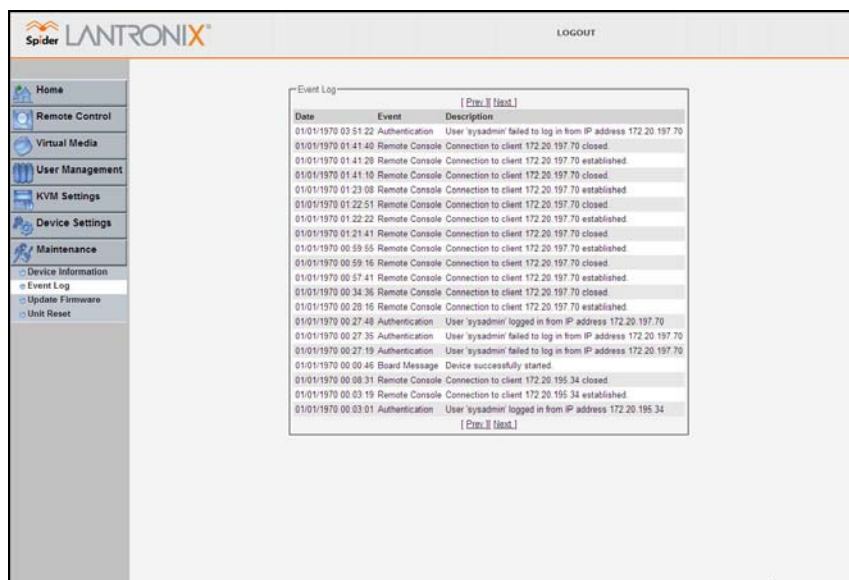 Spider LANTRONIX®
LOGOUT
Home
Remote Control
Virtual Media
User Management
KVM Settings
Device Settings
Maintenance
Device Information
Event Log
Update Firmware
Unit Reset
Event Log
[ Prev ][ Next ]
Date Event Description
01/01/1970 03:51:22 Authentication User 'sysadmin' failed to log in from IP address 172.20.197.70
01/01/1970 01:41:40 Remote Console Connection to client 172.20.197.70 closed.
01/01/1970 01:41:28 Remote Console Connection to client 172.20.197.70 established.
01/01/1970 01:41:10 Remote Console Connection to client 172.20.197.70 closed.
01/01/1970 01:23:08 Remote Console Connection to client 172.20.197.70 established.
01/01/1970 01:22:51 Remote Console Connection to client 172.20.197.70 closed.
01/01/1970 01:22:22 Remote Console Connection to client 172.20.197.70 established.
01/01/1970 01:21:41 Remote Console Connection to client 172.20.197.70 closed.
01/01/1970 00:59:55 Remote Console Connection to client 172.20.197.70 established.
01/01/1970 00:59:16 Remote Console Connection to client 172.20.197.70 closed.
01/01/1970 00:57:41 Remote Console Connection to client 172.20.197.70 established.
01/01/1970 00:34:36 Remote Console Connection to client 172.20.197.70 closed.
01/01/1970 00:28:16 Remote Console Connection to client 172.20.197.70 established.
01/01/1970 00:27:48 Authentication User 'sysadmin' logged in from IP address 172.20.197.70
01/01/1970 00:27:35 Authentication User 'sysadmin' failed to log in from IP address 172.20.197.70
01/01/1970 00:27:19 Authentication User 'sysadmin' failed to log in from IP address 172.20.197.70
01/01/1970 00:00:46 Board Message Device successfully started.
01/01/1970 00:08:31 Remote Console Connection to client 172.20.195.34 closed.
01/01/1970 00:03:19 Remote Console Connection to client 172.20.195.34 established.
01/01/1970 00:03:01 Authentication User 'sysadmin' logged in from IP address 172.20.195.34
[ Prev ][ Next ]